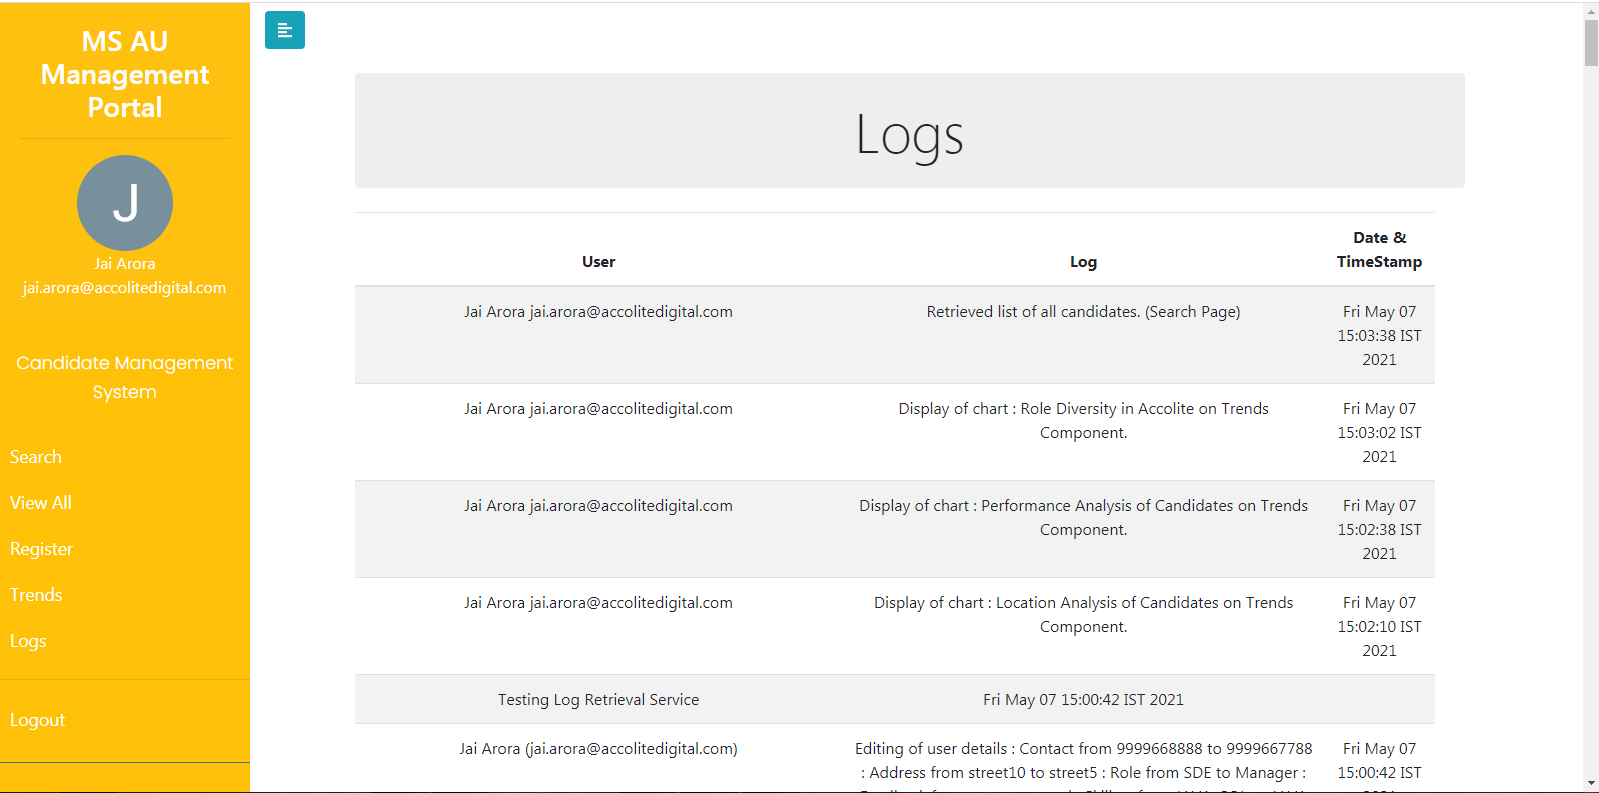 MS AU
Management
Portal
J
Jai Arora
jai.arora@accolitedigital.com
Candidate Management
System
Search
View All
Register
Trends
Logs
Logout
Logs
User Log Date &
TimeStamp
Jai Arora jai.arora@accolitedigital.com Retrieved list of all candidates. (Search Page) Fri May 07
15:03:38 IST
2021
Jai Arora jai.arora@accolitedigital.com Display of chart : Role Diversity in Accolite on Trends Fri May 07
Component. 15:03:02 IST
2021
Jai Arora jai.arora@accolitedigital.com Display of chart : Performance Analysis of Candidates on Trends Fri May 07
Component. 15:02:38 IST
2021
Jai Arora jai.arora@accolitedigital.com Display of chart : Location Analysis of Candidates on Trends Fri May 07
Component. 15:02:10 IST
2021
Testing Log Retrieval Service Fri May 07 15:00:42 IST 2021
Jai Arora (jai.arora@accolitedigital.com) Editing of user details : Contact from 9999668888 to 9999667788 Fri May 07
: Address from street10 to street5 : Role from SDE to Manager : 15:00:42 IST